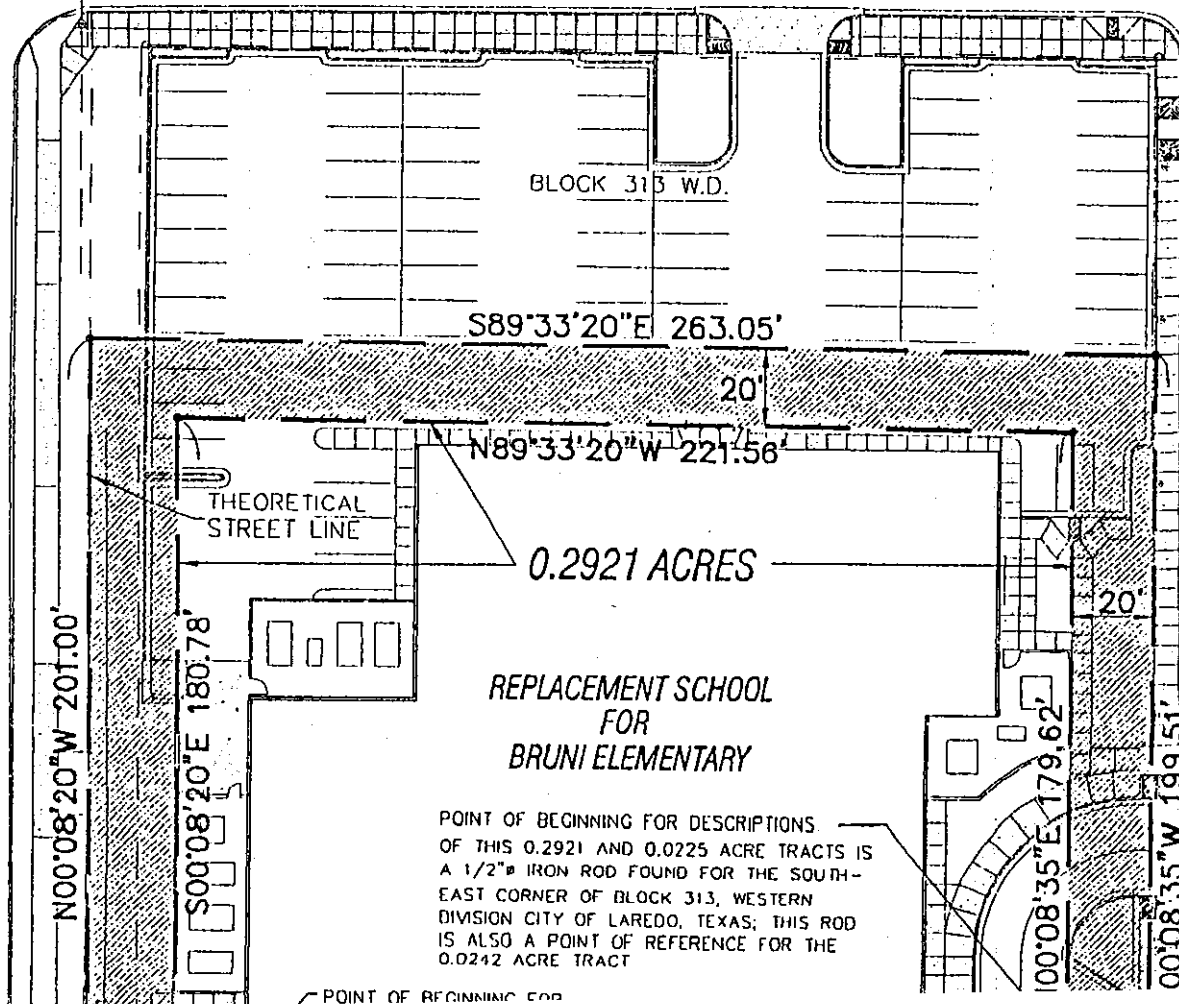 BLOCK 313 W.D.
S89°33'20"E 263.05'
20'
N89°33'20"W 221.56'
THEORETICAL
STREET LINE
0.2921 ACRES
20'
N00°08'20"W 201.00'
S00°08'20"E 180.78'
REPLACEMENT SCHOOL
FOR
BRUNI ELEMENTARY
00°08'35"E 179.62'
00°08'35"W 199.51'
POINT OF BEGINNING FOR DESCRIPTIONS
OF THIS 0.2921 AND 0.0225 ACRE TRACTS IS
A 1/2"ø IRON ROD FOUND FOR THE SOUTH-
EAST CORNER OF BLOCK 313, WESTERN
DIVISION CITY OF LAREDO, TEXAS; THIS ROD
IS ALSO A POINT OF REFERENCE FOR THE
0.0242 ACRE TRACT
POINT OF BEGINNING FOR